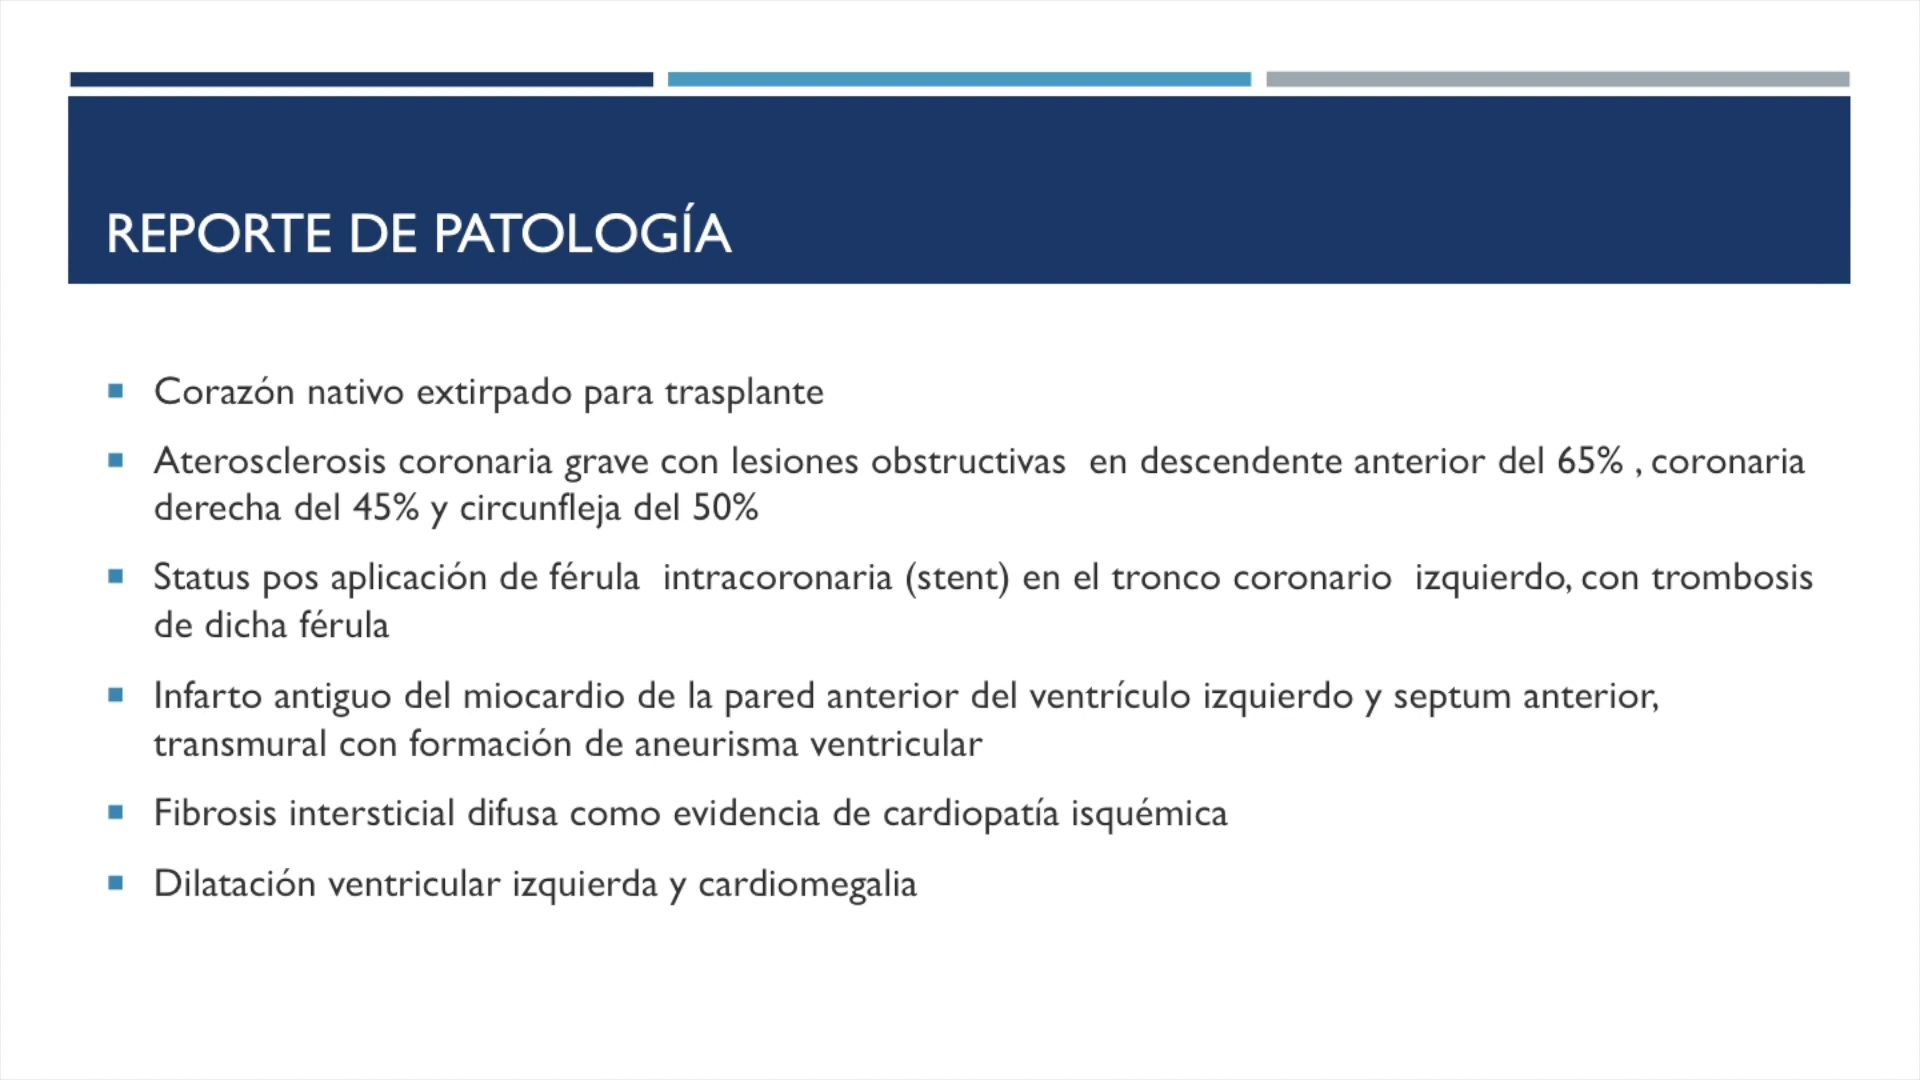 REPORTE DE PATOLOGÍA
Corazón nativo extirpado para trasplante
Aterosclerosis coronaria grave con lesiones obstructivas en descendente anterior del 65% , coronaria
derecha del 45% y circunfleja del 50%
Status pos aplicación de férula intracoronaria (stent) en el tronco coronario izquierdo, con trombosis
de dicha férula
Infarto antiguo del miocardio de la pared anterior del ventrículo izquierdo y septum anterior,
transmural con formación de aneurisma ventricular
Fibrosis intersticial difusa como evidencia de cardiopatía isquémica
Dilatación ventricular izquierda y cardiomegalia